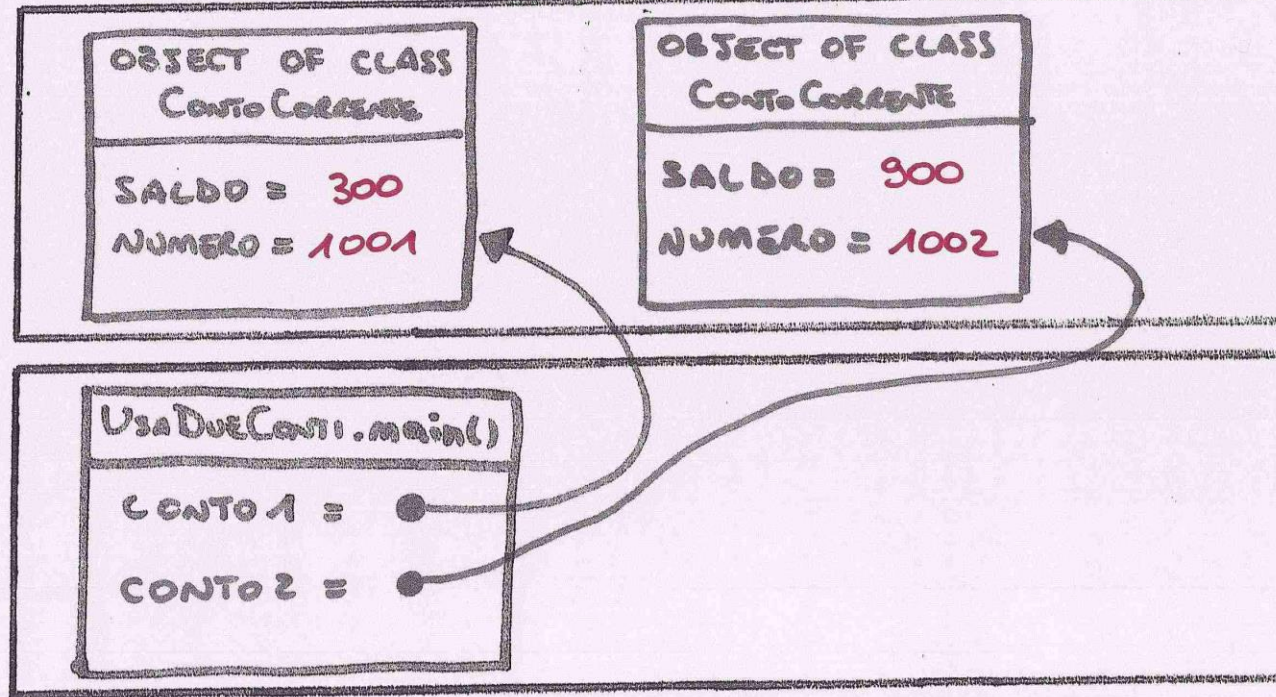 OBJECT OF CLASS
ContoCorrente
SALDO = 300
NUMERO = 1001
OBJECT OF CLASS
ContoCorrente
SALDO = 900
NUMERO = 1002
UsaDueConti.main()
CONTO1 =
CONTO2 =